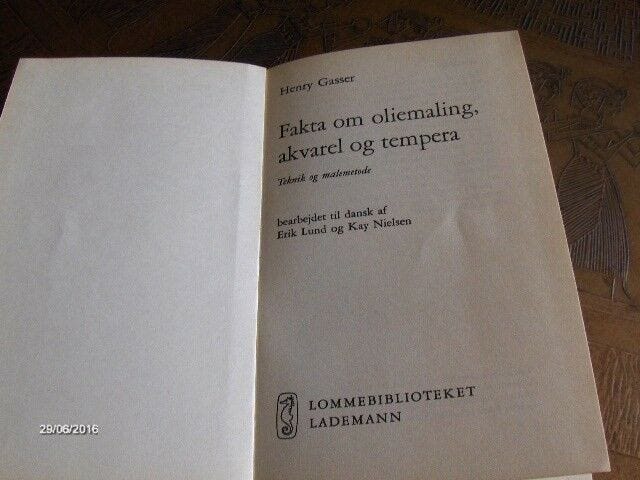 Henry Gasser
Fakta om oliemaling,
akvarel og tempera
Teknik og malemetode
bearbejdet til dansk af
Erik Lund og Kay Nielsen
LOMMEBIBLIOTEKET
LADEMANN
29/06/2016